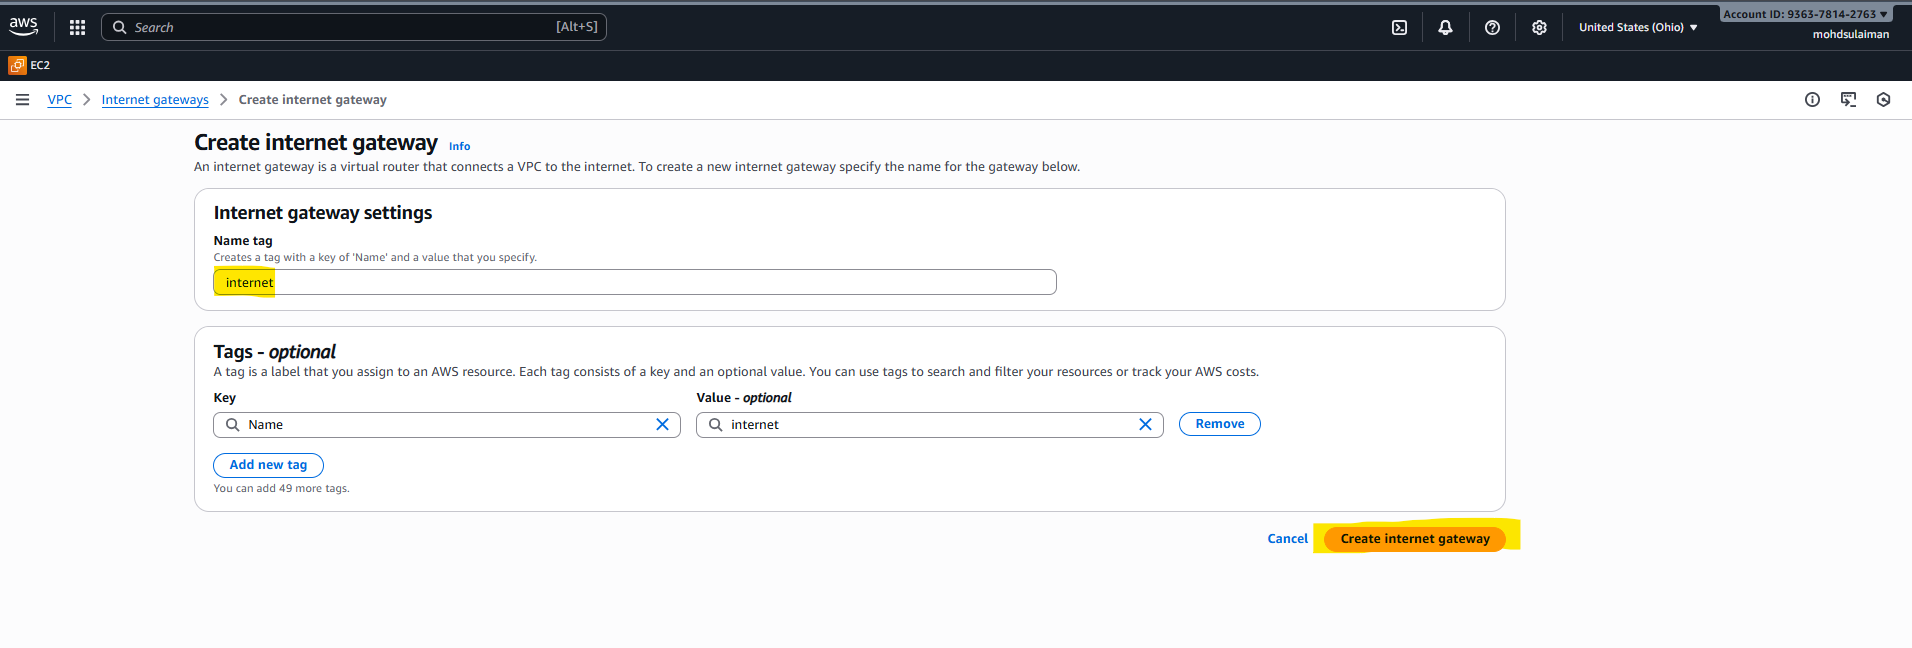 aws
Search [Alt+S]
United States (Ohio)
Account ID: 9363-7814-2763
mohdsulaiman
EC2
VPC Internet gateways Create internet gateway
Create internet gateway Info
An internet gateway is a virtual router that connects a VPC to the internet. To create a new internet gateway specify the name for the gateway below.
Internet gateway settings
Name tag
Creates a tag with a key of 'Name' and a value that you specify.
internet
Tags - optional
A tag is a label that you assign to an AWS resource. Each tag consists of a key and an optional value. You can use tags to search and filter your resources or track your AWS costs.
Key Value - optional
Name internet Remove
Add new tag
You can add 49 more tags.
Cancel Create internet gateway